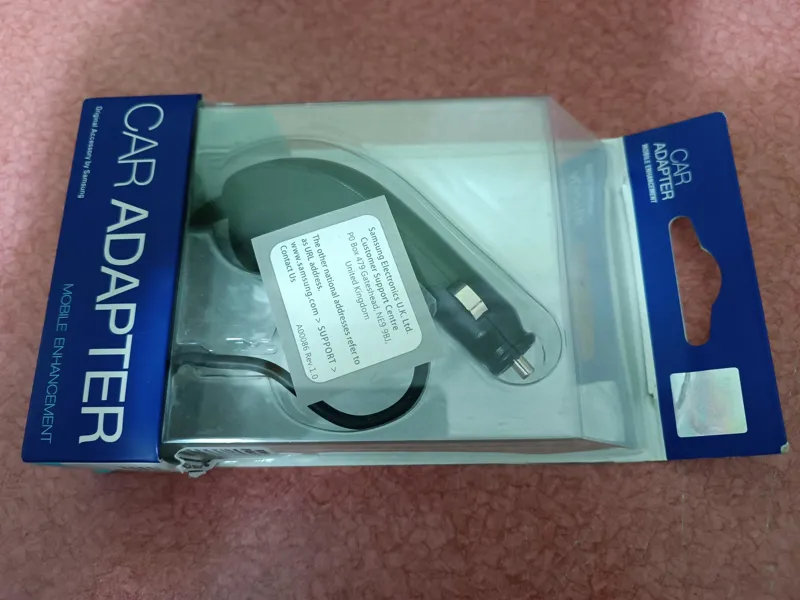 CAR ADAPTER
MOBILE ENHANCEMENT
Original Accessory by Samsung
Samsung Electronics U.K. Ltd.
Customer Support Centre
PO Box 479 Gateshead, NE9 9BJ,
United Kingdom
The other national addresses refer to
as URL address.
www.samsung.com > SUPPORT >
Contact Us
A00086 Rev 1.0
CAR
ADAPTER
MOBILE ENHANCEMENT